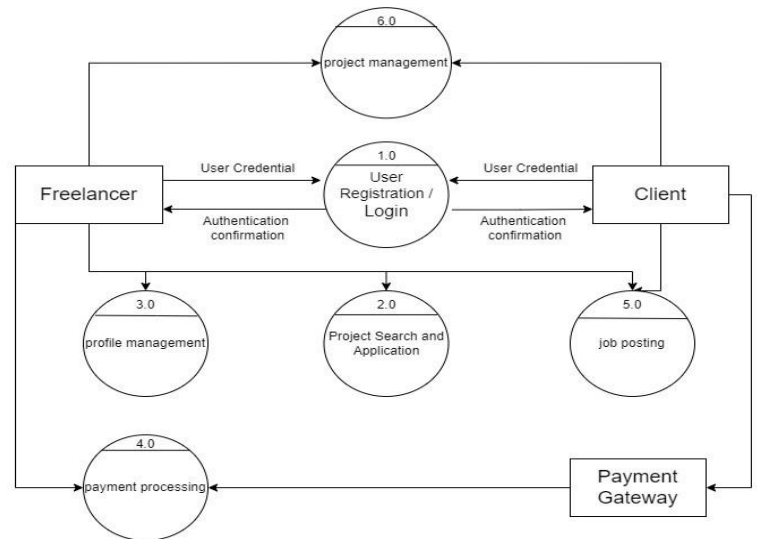 6.0
project management
1.0
User
Registration /
Login
User Credential
User Credential
Freelancer
Client
Authentication
confirmation
Authentication
confirmation
3.0
profile management
2.0
Project Search and
Application
5.0
job posting
4.0
payment processing
Payment
Gateway